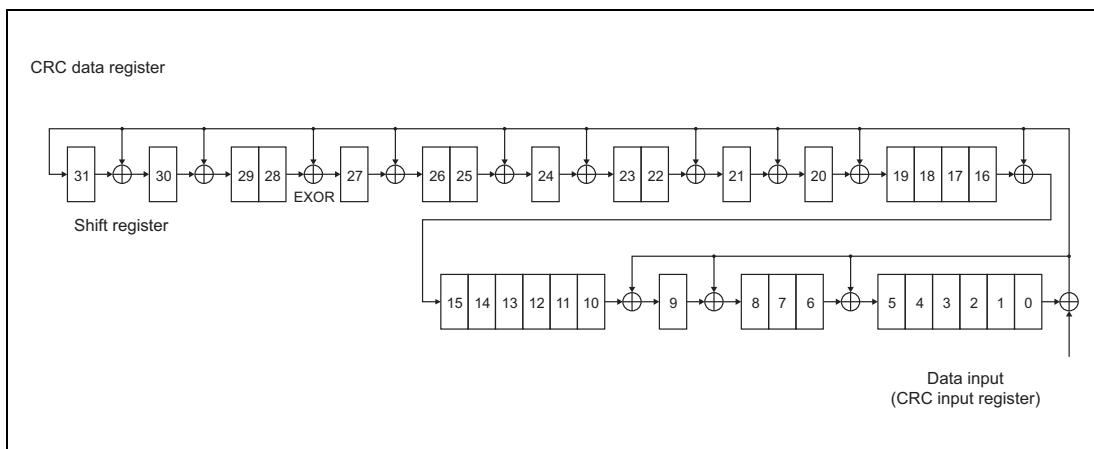 CRC data register
31 30 29 28 27 26 25 24 23 22 21 20 19 18 17 16
EXOR
Shift register
15 14 13 12 11 10 9 8 7 6 5 4 3 2 1 0
Data input
(CRC input register)